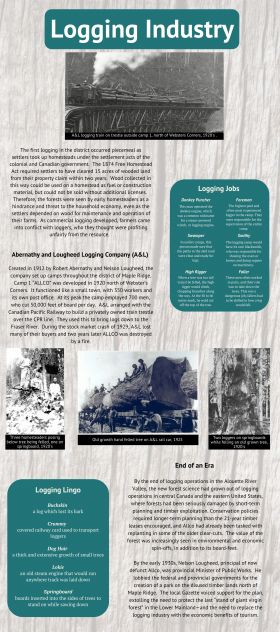 Logging Industry
A&L logging train on trestle outside camp 1, north of Websters Corners, 1920's
The first logging in the district occurred piecemeal as
settlers took up homesteads under the settlement acts of the
colonial and Canadian government. The 1874 Free Homestead
Act required settlers to have cleared 15 acres of wooded land
from their property claim within two years. Wood collected in
this way could be used on a homestead as fuel or construction
material, but could not be sold without additional licenses.
Therefore, the forests were seen by early homesteaders as a
hindrance and threat to the household economy, even as the
settlers depended on wood for maintenance and operation of
their farms. As commercial logging developed, farmers came
into conflict with loggers, who they thought were profiting
unfairly from the resource.
Abernathy and Lougheed Logging Company (A&L)
Created in 1912 by Robert Abernathy and Nelson Lougheed, the
company set up camps throughout the district of Maple Ridge.
Camp 1 "ALLCO" was developed in 1920 north of Websters
Corners. It functioned like a small town, with 350 workers and
its own post office. At its peak the camp employed 700 men,
who cut 50,000 feet of board per day. A&L arranged with the
Canadian Pacific Railway to build a privately owned train trestle
over the CPR line. They used this to bring logs down to the
Fraser River. During the stock market crash of 1929, A&L lost
many of their buyers and two years later ALLCO was destroyed
by a fire.
Logging Jobs
Donkey Puncher
Foreman
Swamper
High Rigger
Faller
Three homesteaders posing
below tree being felled, one on
springboard, 1920's
Old growth hand felled tree on A&L rail car, 1925
Two loggers on springboards
while felling an old grown tree,
1920's
Logging Lingo
Buckskin
a log which lost its bark
Crummy
covered railway card used to transport
loggers
Dog Hair
a thick and extensive growth of small trees
Lokie
an old steam engine that would run
anywhere track was laid down
Springboard
boards inserted into the sides of trees to
stand on while sawing down
End of an Era
By the end of logging operations in the Alouette River
Valley, the new forest science had grown out of logging
operations in central Canada and the eastern United States,
where forests had been seriously damaged by short-term
planning and timber exploitation. Conservation policies
required longer-term planning than the 21-year timber
leases encouraged, and Allco had already been tasked with
replanting in some of the older claw-cuts. The value of the
forest was increasingly seen in environmental and economic
spin-offs, in addition to its board-feet.
By the early 1930s, Nelson Lougheed, principal of now
defunct Allco, was provincial Minister of Public Works. He
lobbied the federal and provincial governments for the
creation of a park on the disused timber lands north of
Maple Ridge. The local Gazette voiced support for the plan,
extolling the need to protect the last "stand of giant virgin
forest" in the Lower Mainland—and the need to replace the
logging industry with the economic benefits of tourism.